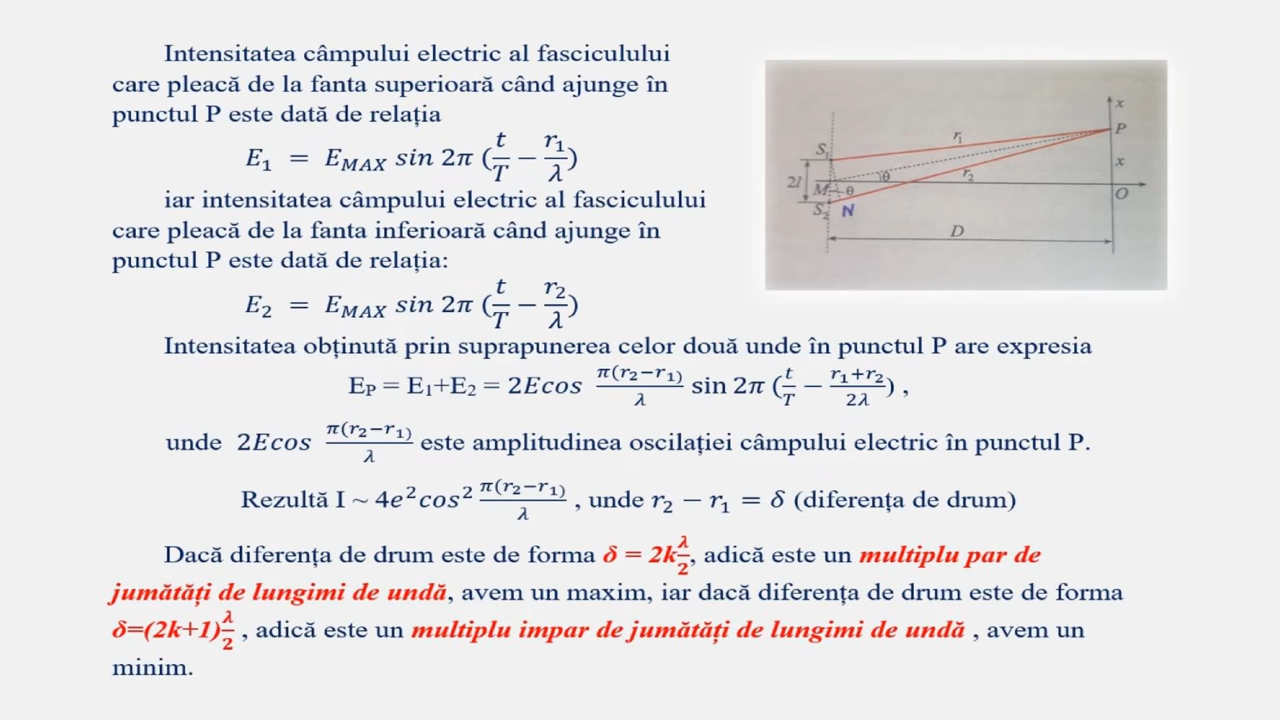 Intensitatea câmpului electric al fasciculului
care pleacă de la fanta superioară când ajunge în
punctul P este dată de relația
E₁ = E_MAX sin 2π (t/T − r₁/λ)
iar intensitatea câmpului electric al fasciculului
care pleacă de la fanta inferioară când ajunge în
punctul P este dată de relația:
E₂ = E_MAX sin 2π (t/T − r₂/λ)
Intensitatea obținută prin suprapunerea celor două unde în punctul P are expresia
E_P = E₁+E₂ = 2Ecos π(r₂−r₁)/λ sin 2π (t/T − r₁+r₂/2λ) ,
unde 2Ecos π(r₂−r₁)/λ este amplitudinea oscilației câmpului electric în punctul P.
Rezultă I ~ 4e²cos² π(r₂−r₁)/λ , unde r₂ − r₁ = δ (diferența de drum)
Dacă diferența de drum este de forma δ = 2k λ/2, adică este un multiplu par de
jumătăți de lungimi de undă, avem un maxim, iar dacă diferența de drum este de forma
δ=(2k+1) λ/2 , adică este un multiplu impar de jumătăți de lungimi de undă , avem un
minim.
x
P
r₁
S₁
x
θ
r₂
2l
M
θ
O
S₂
N
D